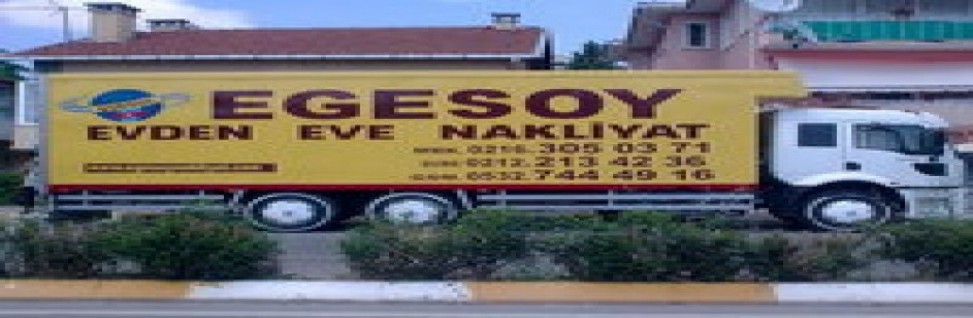 EGESOY
EVDEN EVE NAKLİYAT
0216. 305 03 71
0212. 213 42 36
0532. 744 49 16